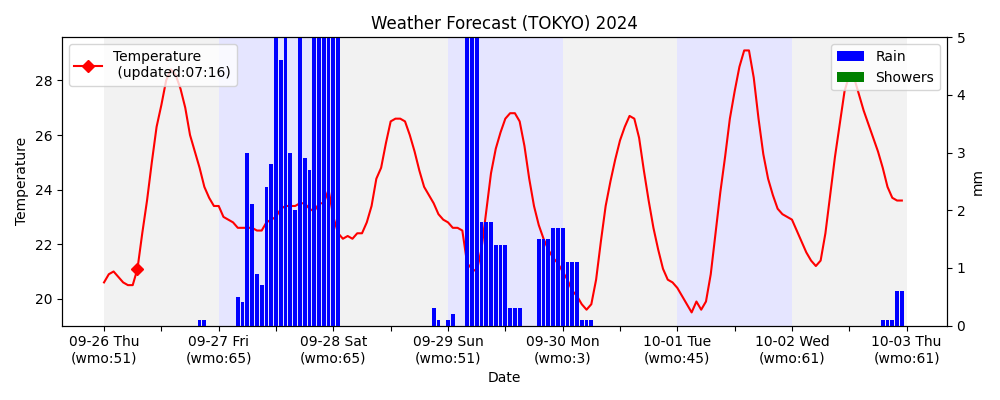 Weather Forecast (TOKYO) 2024
Temperature
(updated:07:16)
Rain
Showers
Temperature
28
26
24
22
20
5
4
3
2
1
0
mm
09-26 Thu
(wmo:51)
09-27 Fri
(wmo:65)
09-28 Sat
(wmo:65)
09-29 Sun
(wmo:51)
09-30 Mon
(wmo:3)
10-01 Tue
(wmo:45)
10-02 Wed
(wmo:61)
10-03 Thu
(wmo:61)
Date